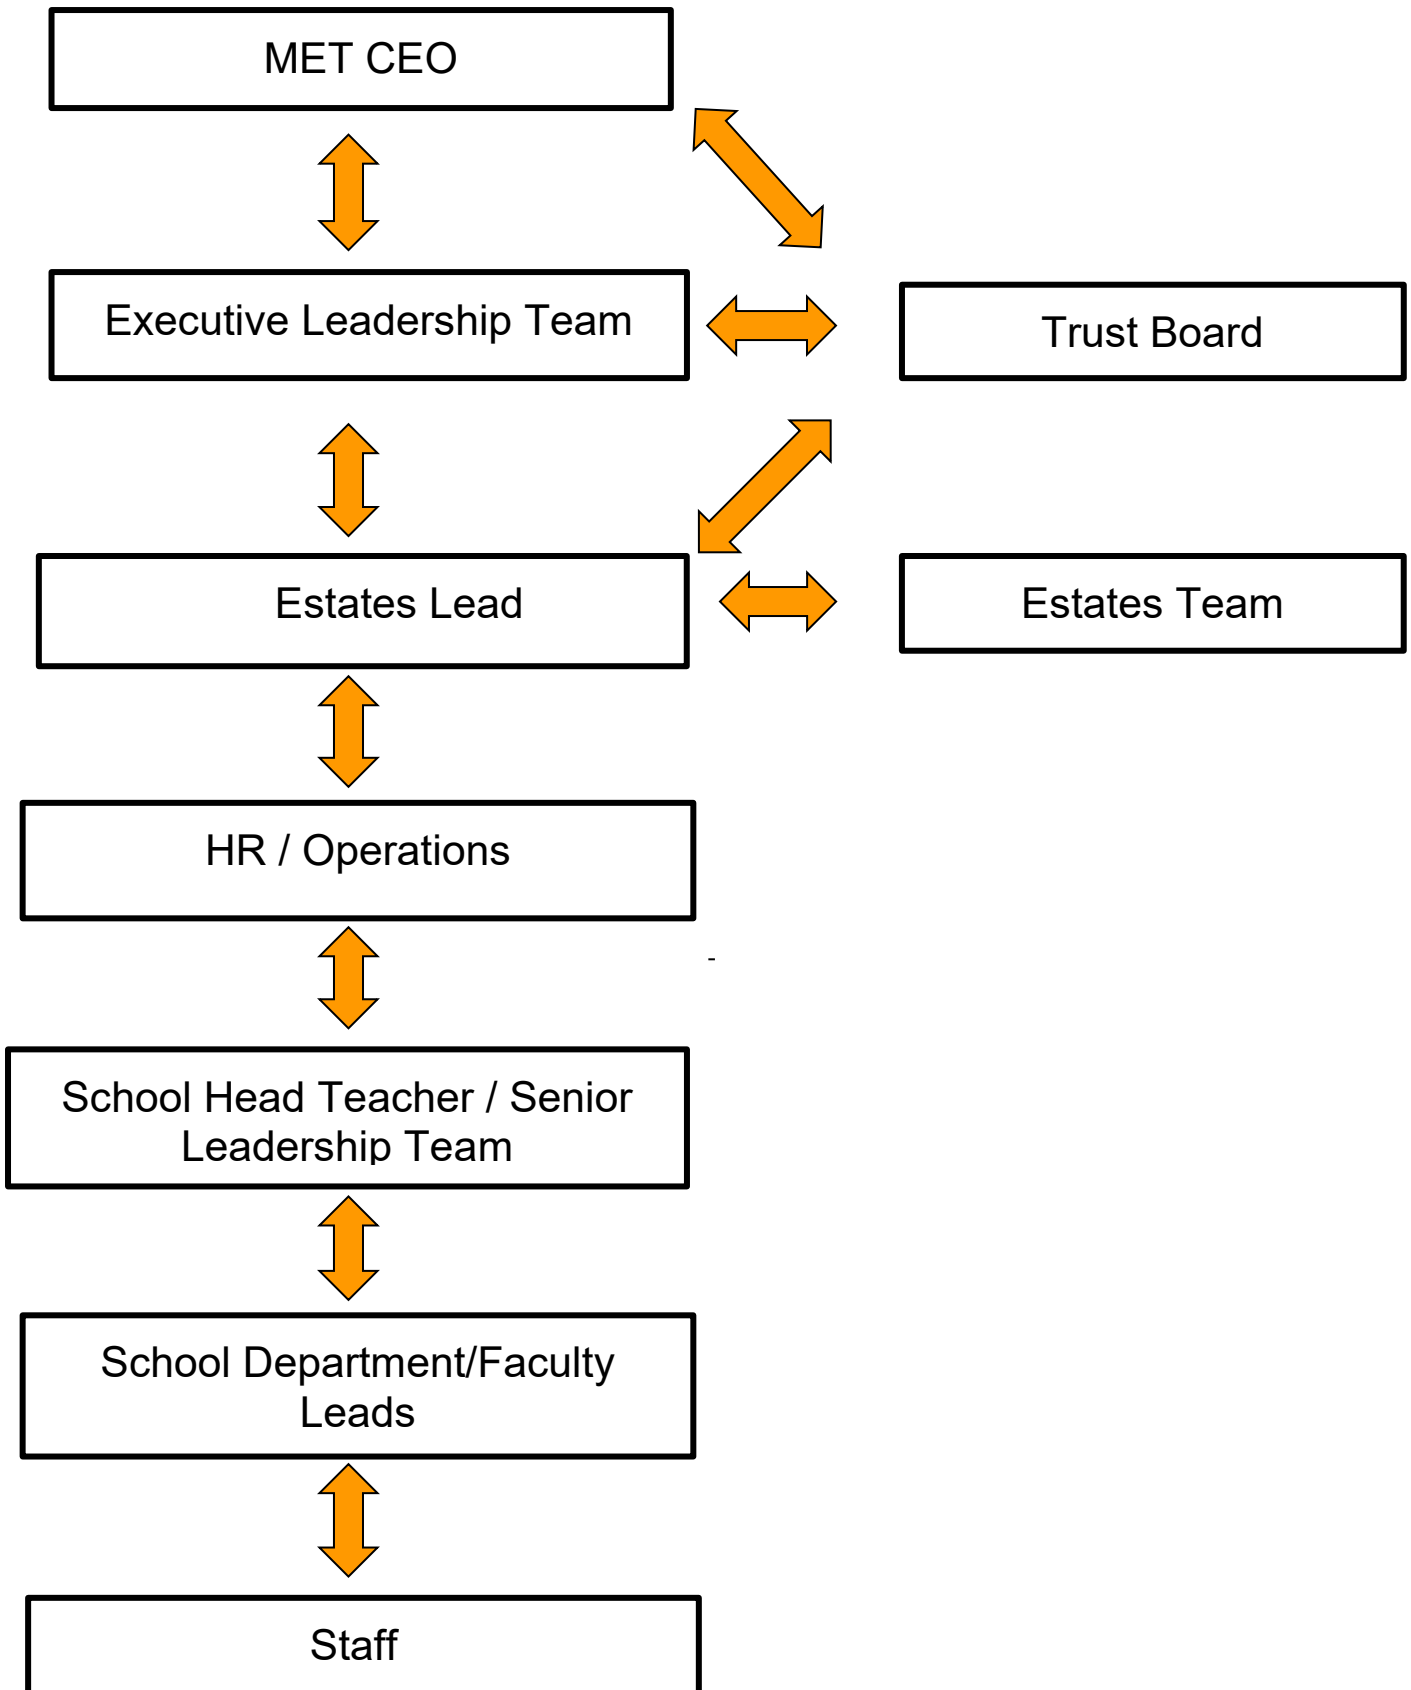 MET CEO
Executive Leadership Team
Trust Board
Estates Lead
Estates Team
HR / Operations
-
School Head Teacher / Senior
Leadership Team
School Department/Faculty
Leads
Staff